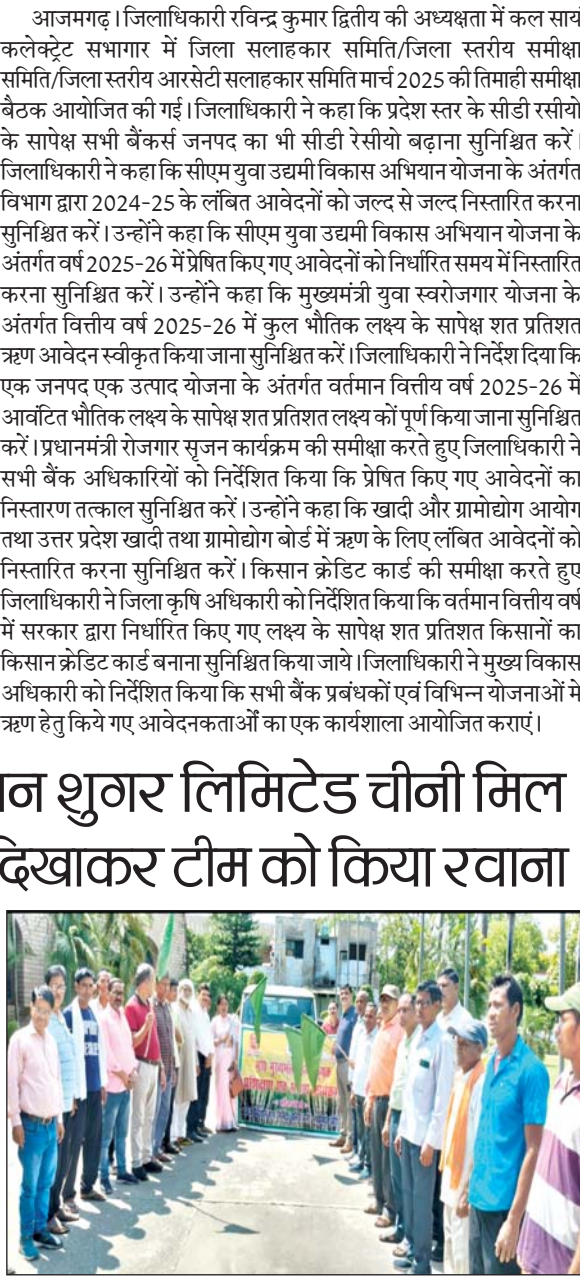 आजमगढ़। जिलाधिकारी रविन्द्र कुमार द्वितीय की अध्यक्षता में कल सायं
कलेक्ट्रेट सभागार में जिला सलाहकार समिति/जिला स्तरीय समीक्षा
समिति/जिला स्तरीय आरसेटी सलाहकार समिति मार्च 2025 की तिमाही समीक्षा
बैठक आयोजित की गई। जिलाधिकारी ने कहा कि प्रदेश स्तर के सीडी रसीयो
के सापेक्ष सभी बैंकर्स जनपद का भी सीडी रेसीयो बढ़ाना सुनिश्चित करें।
जिलाधिकारी ने कहा कि सीएम युवा उद्यमी विकास अभियान योजना के अंतर्गत
विभाग द्वारा 2024-25 के लंबित आवेदनों को जल्द से जल्द निस्तारित करना
सुनिश्चित करें। उन्होंने कहा कि सीएम युवा उद्यमी विकास अभियान योजना के
अंतर्गत वर्ष 2025-26 में प्रेषित किए गए आवेदनों को निर्धारित समय में निस्तारित
करना सुनिश्चित करें। उन्होंने कहा कि मुख्यमंत्री युवा स्वरोजगार योजना के
अंतर्गत वित्तीय वर्ष 2025-26 में कुल भौतिक लक्ष्य के सापेक्ष शत प्रतिशत
ऋण आवेदन स्वीकृत किया जाना सुनिश्चित करें। जिलाधिकारी ने निर्देश दिया कि
एक जनपद एक उत्पाद योजना के अंतर्गत वर्तमान वित्तीय वर्ष 2025-26 में
आवंटित भौतिक लक्ष्य के सापेक्ष शत प्रतिशत लक्ष्य कों पूर्ण किया जाना सुनिश्चित
करें। प्रधानमंत्री रोजगार सृजन कार्यक्रम की समीक्षा करते हुए जिलाधिकारी ने
सभी बैंक अधिकारियों को निर्देशित किया कि प्रेषित किए गए आवेदनों का
निस्तारण तत्काल सुनिश्चित करें। उन्होंने कहा कि खादी और ग्रामोद्योग आयोग
तथा उत्तर प्रदेश खादी तथा ग्रामोद्योग बोर्ड में ऋण के लिए लंबित आवेदनों को
निस्तारित करना सुनिश्चित करें। किसान क्रेडिट कार्ड की समीक्षा करते हुए
जिलाधिकारी ने जिला कृषि अधिकारी को निर्देशित किया कि वर्तमान वित्तीय वर्ष
में सरकार द्वारा निर्धारित किए गए लक्ष्य के सापेक्ष शत प्रतिशत किसानों का
किसान क्रेडिट कार्ड बनाना सुनिश्चित किया जाये। जिलाधिकारी ने मुख्य विकास
अधिकारी को निर्देशित किया कि सभी बैंक प्रबंधकों एवं विभिन्न योजनाओं मे
ऋण हेतु किये गए आवेदनकर्ताओं का एक कार्यशाला आयोजित कराएं।
न शुगर लिमिटेड चीनी मिल
दिखाकर टीम को किया रवाना